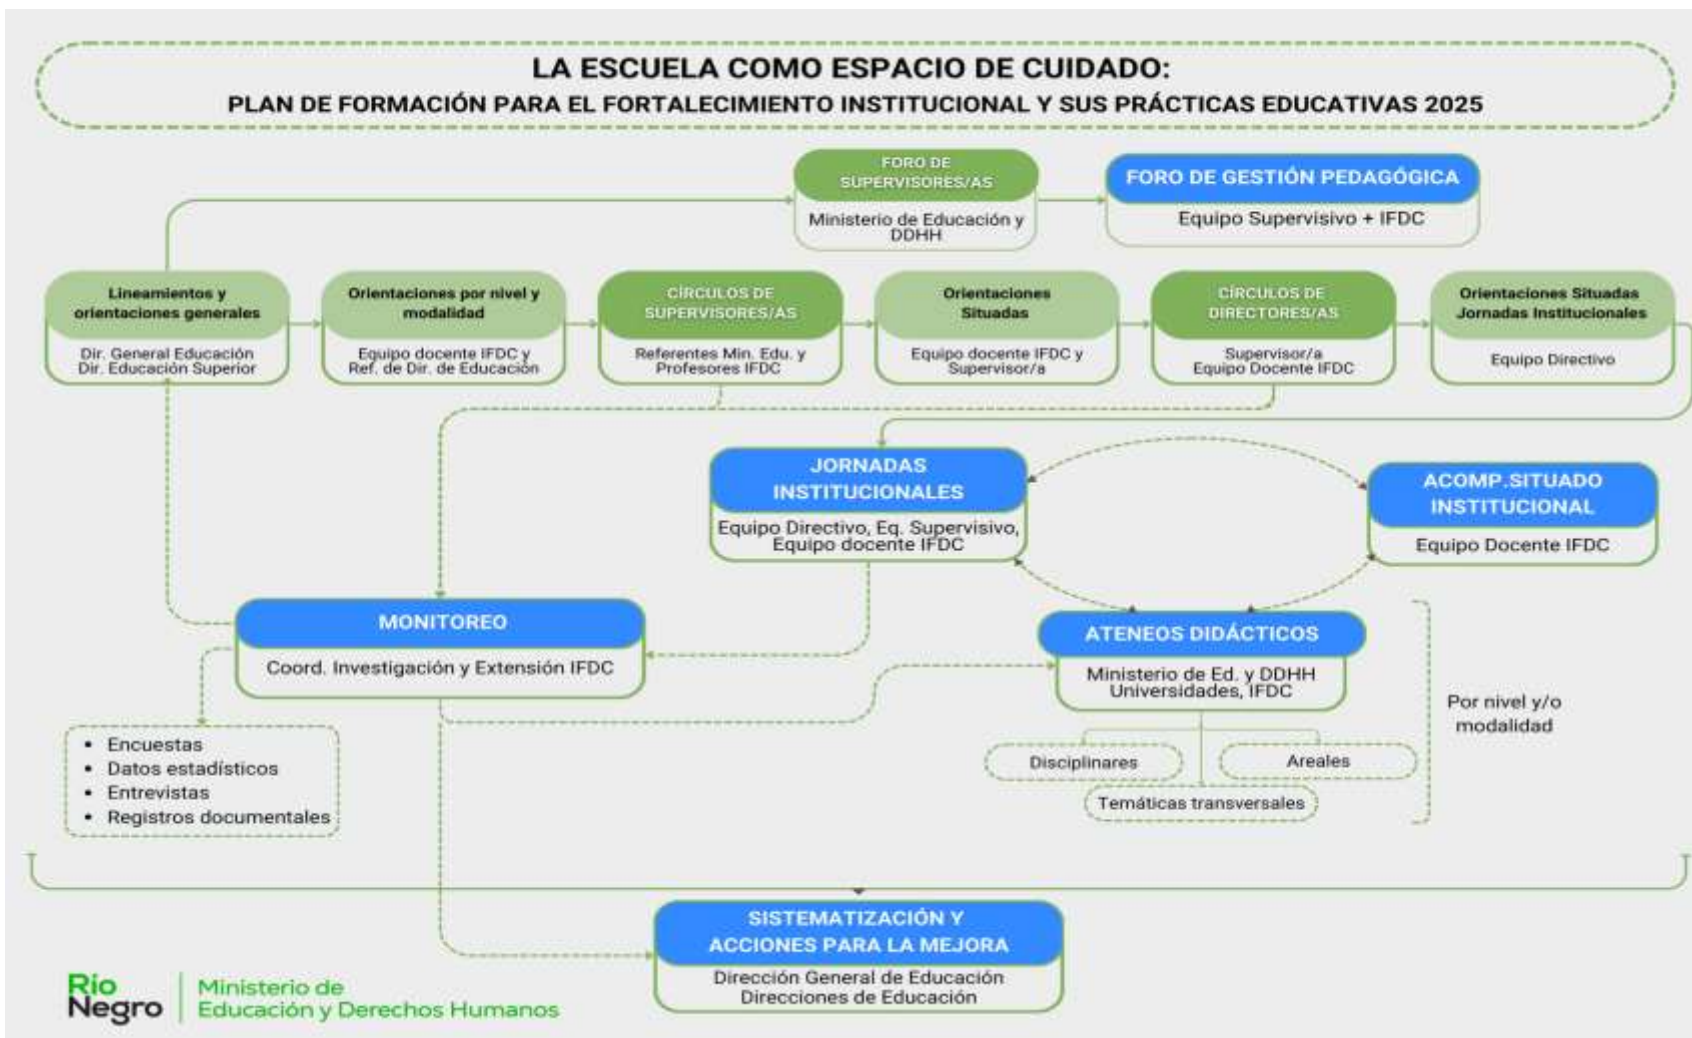 LA ESCUELA COMO ESPACIO DE CUIDADO:
PLAN DE FORMACIÓN PARA EL FORTALECIMIENTO INSTITUCIONAL Y SUS PRÁCTICAS EDUCATIVAS 2025
FORO DE
SUPERVISORES/AS
Ministerio de Educación y
DDHH
FORO DE GESTIÓN PEDAGÓGICA
Equipo Supervisivo + IFDC
Lineamientos y
orientaciones generales
Dir. General Educación
Dir. Educación Superior
Orientaciones por nivel y
modalidad
Equipo docente IFDC y
Ref. de Dir. de Educación
CÍRCULOS DE
SUPERVISORES/AS
Referentes Min. Edu. y
Profesores IFDC
Orientaciones
Situadas
Equipo docente IFDC y
Supervisor/a
CÍRCULOS DE
DIRECTORES/AS
Supervisor/a
Equipo Docente IFDC
Orientaciones Situadas
Jornadas Institucionales
Equipo Directivo
JORNADAS
INSTITUCIONALES
Equipo Directivo, Eq. Supervisivo,
Equipo docente IFDC
ACOMP.SITUADO
INSTITUCIONAL
Equipo Docente IFDC
MONITOREO
Coord. Investigación y Extensión IFDC
ATENEOS DIDÁCTICOS
Ministerio de Ed. y DDHH
Universidades, IFDC
Disciplinares
Areales
Temáticas transversales
Por nivel y/o
modalidad
• Encuestas
• Datos estadísticos
• Entrevistas
• Registros documentales
SISTEMATIZACIÓN Y
ACCIONES PARA LA MEJORA
Dirección General de Educación
Direcciones de Educación
Río
Negro
Ministerio de
Educación y Derechos Humanos